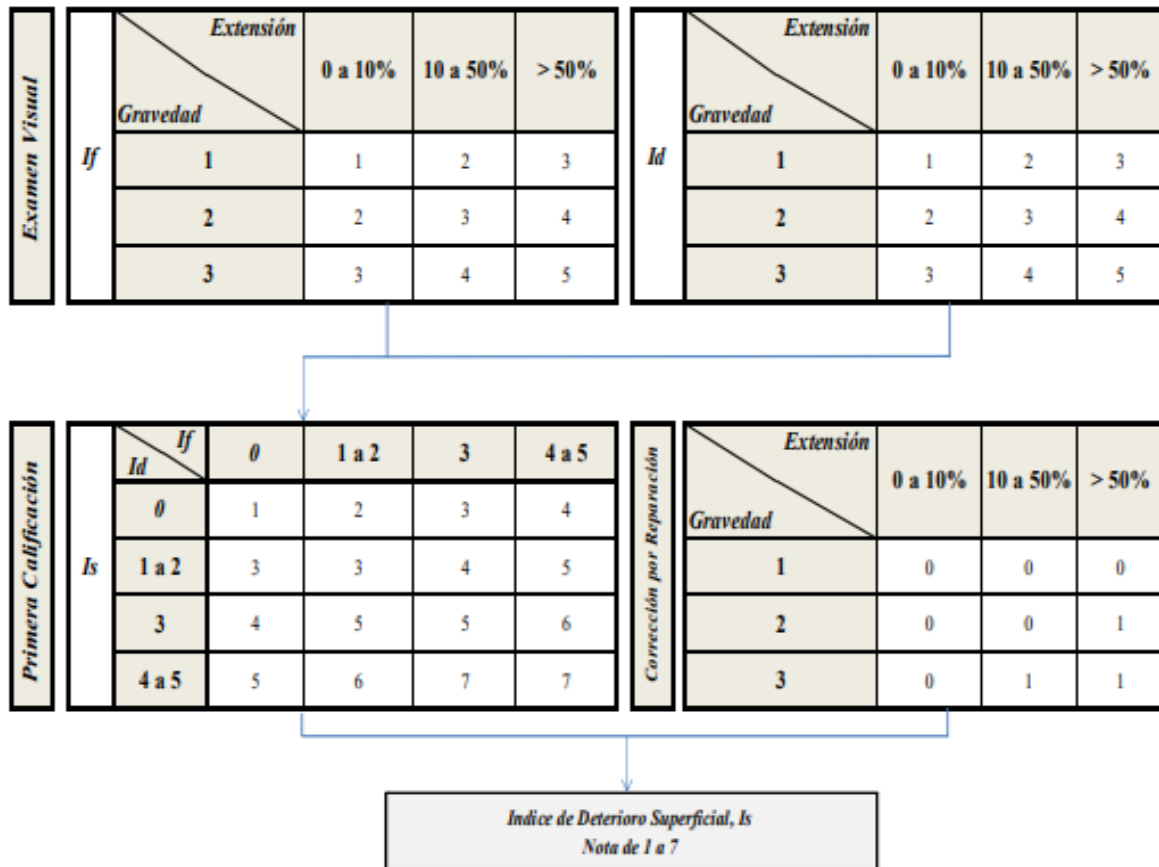 Examen Visual
If
Extensión
Gravedad
0 a 10% 10 a 50% > 50%
1 1 2 3
2 2 3 4
3 3 4 5
Id
Extensión
Gravedad
0 a 10% 10 a 50% > 50%
1 1 2 3
2 2 3 4
3 3 4 5
Primera Calificación
Is
If
Id
0 1 a 2 3 4 a 5
0 1 2 3 4
1 a 2 3 3 4 5
3 4 5 5 6
4 a 5 5 6 7 7
Corrección por Reparación
Extensión
Gravedad
0 a 10% 10 a 50% > 50%
1 0 0 0
2 0 0 1
3 0 1 1
Indice de Deterioro Superficial, Is
Nota de 1 a 7